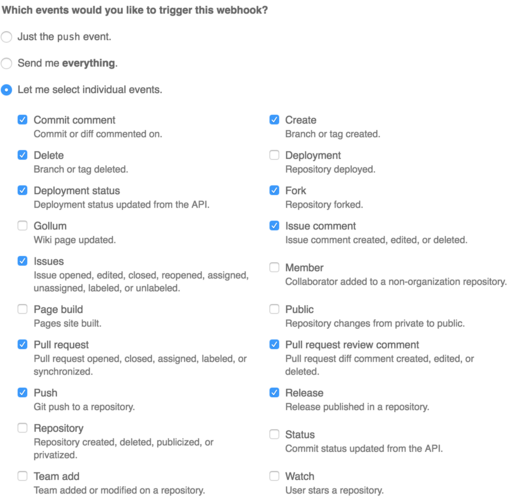 Which events would you like to trigger this webhook?
Just the push event.
Send me everything.
Let me select individual events.
Commit comment
Commit or diff commented on.
Create
Branch or tag created.
Delete
Branch or tag deleted.
Deployment
Repository deployed.
Deployment status
Deployment status updated from the API.
Fork
Repository forked.
Gollum
Wiki page updated.
Issue comment
Issue comment created, edited, or deleted.
Issues
Issue opened, edited, closed, reopened, assigned,
unassigned, labeled, or unlabeled.
Member
Collaborator added to a non-organization repository.
Page build
Pages site built.
Public
Repository changes from private to public.
Pull request
Pull request opened, closed, assigned, labeled, or
synchronized.
Pull request review comment
Pull request diff comment created, edited, or
deleted.
Push
Git push to a repository.
Release
Release published in a repository.
Repository
Repository created, deleted, publicized, or
privatized.
Status
Commit status updated from the API.
Team add
Team added or modified on a repository.
Watch
User stars a repository.